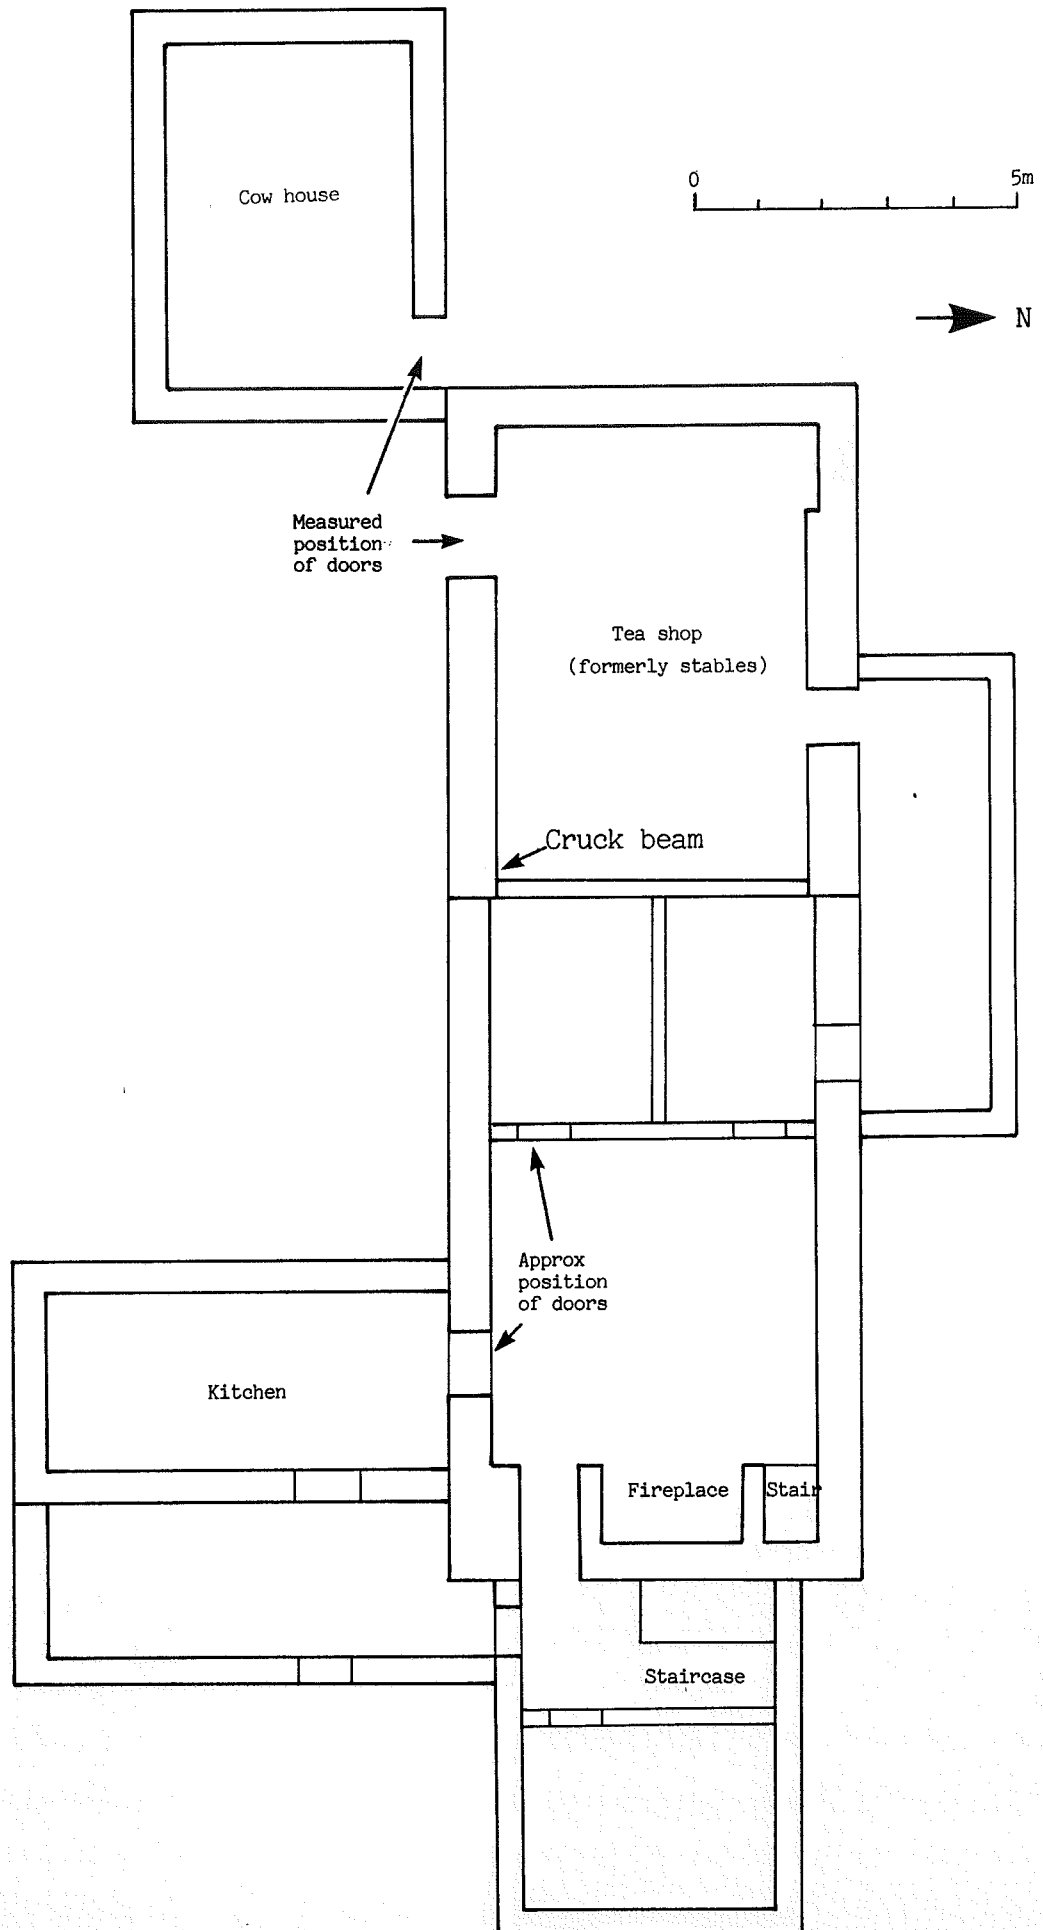 0 5m
Cow house
N
Measured
position
of doors
Tea shop
(formerly stables)
Cruck beam
Approx
position
of doors
Kitchen
Fireplace
Stair
Staircase